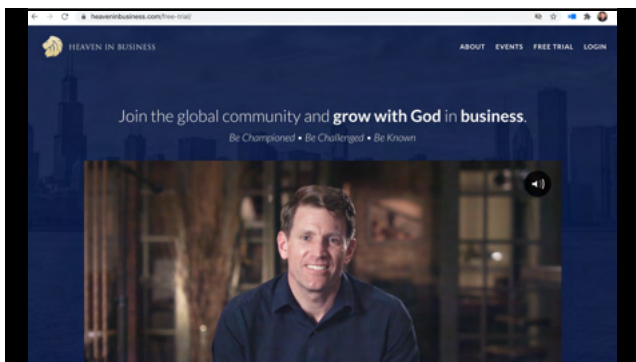 heaveninbusiness.com/free-trial/
HEAVEN IN BUSINESS
ABOUT EVENTS FREE TRIAL LOGIN
Join the global community and grow with God in business.
Be Championed • Be Challenged • Be Known